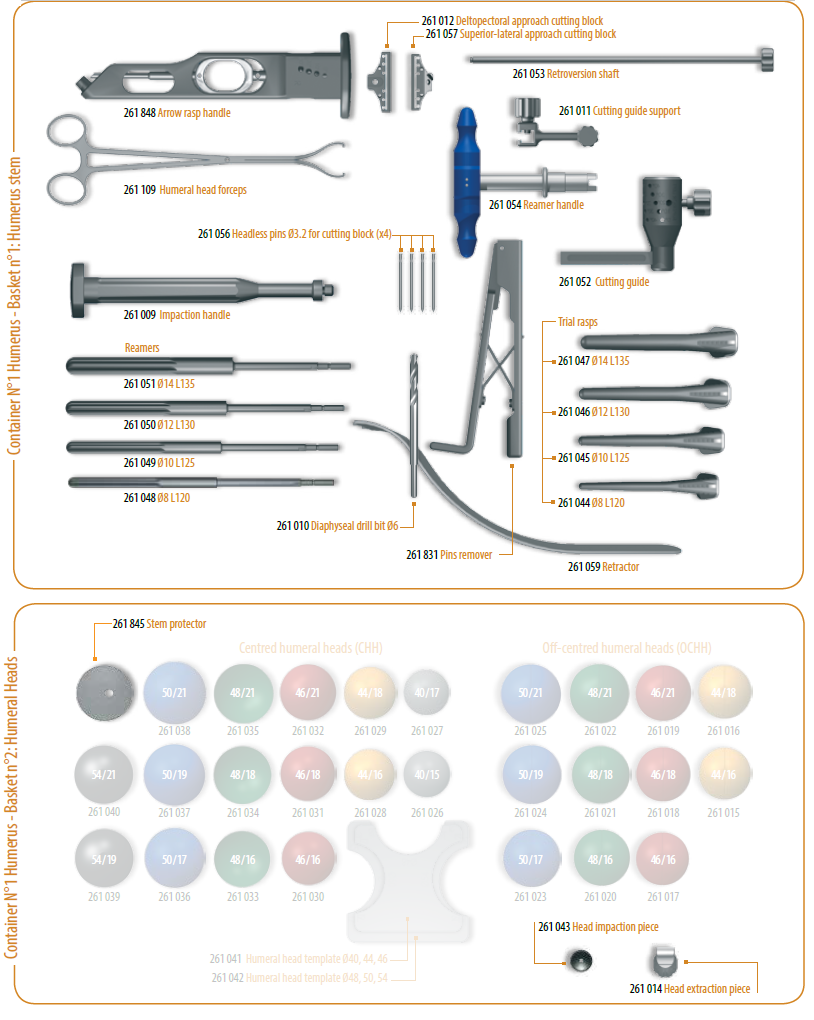 Container N°1 Humerus - Basket n°1: Humerus stem
261 012 Deltopectoral approach cutting block
261 057 Superior-lateral approach cutting block
261 053 Retroversion shaft
261 848 Arrow rasp handle
261 011 Cutting guide support
261 109 Humeral head forceps
261 054 Reamer handle
261 056 Headless pins Ø3.2 for cutting block (x4)
261 052 Cutting guide
261 009 Impaction handle
Trial rasps
Reamers
261 047 Ø14 L135
261 051 Ø14 L135
261 046 Ø12 L130
261 050 Ø12 L130
261 045 Ø10 L125
261 049 Ø10 L125
261 048 Ø8 L120
261 044 Ø8 L120
261 010 Diaphyseal drill bit Ø6
261 831 Pins remover
261 059 Retractor
Container N°1 Humerus - Basket n°2: Humeral Heads
261 845 Stem protector
Centred humeral heads (CHH)
Off-centred humeral heads (OCHH)
50/21 48/21 46/21 44/18 40/17 50/21 48/21 46/21 44/18
261 038 261 035 261 032 261 029 261 027 261 025 261 022 261 019 261 016
54/21 50/19 48/18 46/18 44/16 40/15 50/19 48/18 46/18 44/16
261 040 261 037 261 034 261 031 261 028 261 026 261 024 261 021 261 018 261 015
54/19 50/17 48/16 46/16 50/17 48/16 46/16
261 039 261 036 261 033 261 030 261 023 261 020 261 017
261 043 Head impaction piece
261 041 Humeral head template Ø40, 44, 46
261 042 Humeral head template Ø48, 50, 54
261 014 Head extraction piece